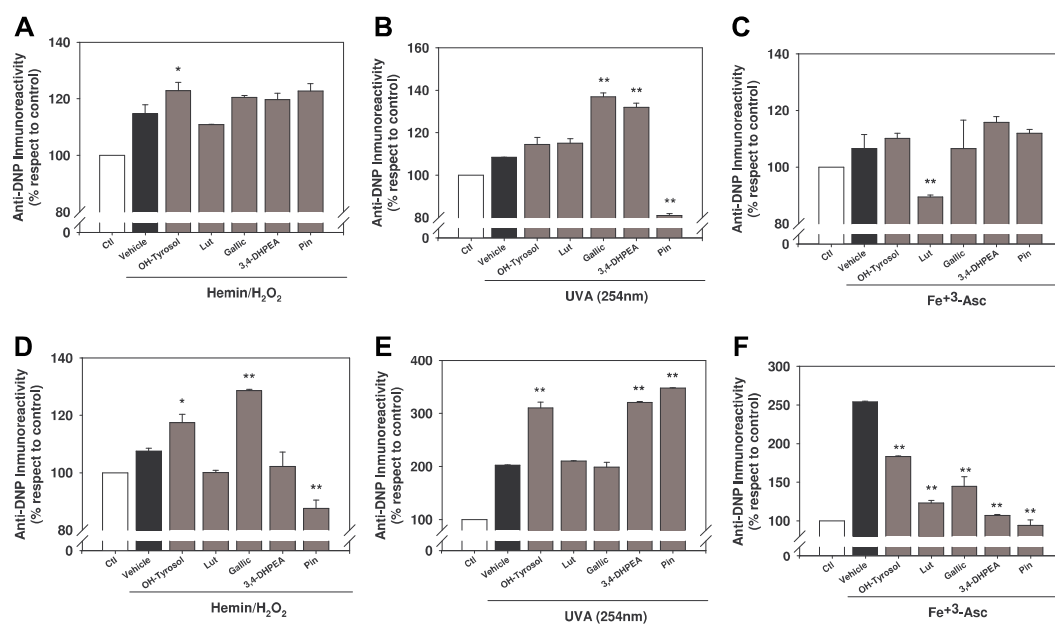 A
Anti-DNP Inmunoreactivity
(% respect to control)
140
120
100
80
0
Ctl
Vehicle
OH-Tyrosol
Lut
Gallic
3,4-DHPEA
Pin
*
Hemin/H₂O₂
B
Anti-DNP Inmunoreactivity
(% respect to control)
160
140
120
100
80
0
Ctl
Vehicle
OH-Tyrosol
Lut
Gallic
3,4-DHPEA
Pin
**
**
**
UVA (254nm)
C
Anti-DNP Inmunoreactivity
(% respect to control)
140
120
100
80
0
Ctl
Vehicle
OH-Tyrosol
Lut
Gallic
3,4-DHPEA
Pin
**
Fe+3-Asc
D
Anti-DNP Inmunoreactivity
(% respect to control)
140
120
100
80
0
Ctl
Vehicle
OH-Tyrosol
Lut
Gallic
3,4-DHPEA
Pin
*
**
**
Hemin/H₂O₂
E
Anti-DNP Inmunoreactivity
(% respect to control)
400
300
200
100
0
Ctl
Vehicle
OH-Tyrosol
Lut
Gallic
3,4-DHPEA
Pin
**
**
**
UVA (254nm)
F
Anti-DNP Inmunoreactivity
(% respect to control)
300
250
200
150
100
0
Ctl
Vehicle
OH-Tyrosol
Lut
Gallic
3,4-DHPEA
Pin
**
**
**
**
**
Fe+3-Asc